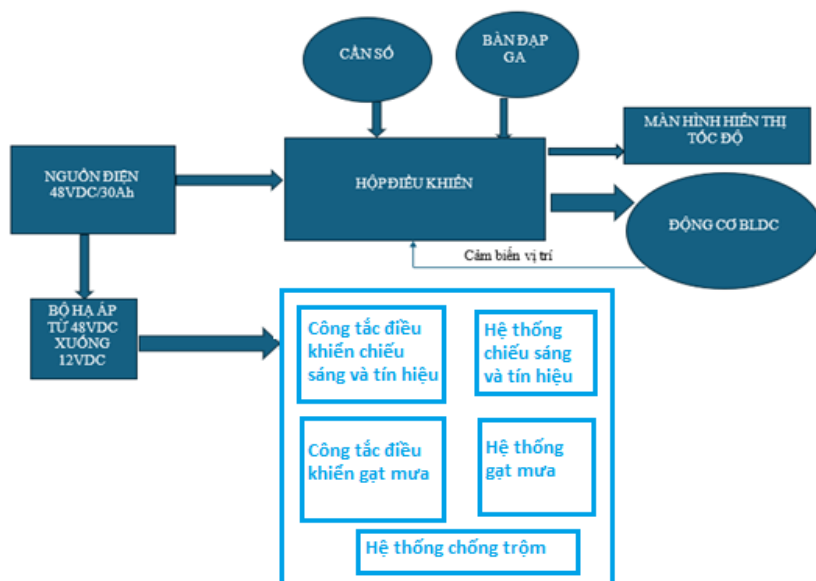 CẦN SỐ
BÀN ĐẠP
GA
MÀN HÌNH HIỂN THỊ
TỐC ĐỘ
NGUỒN ĐIỆN
48VDC/30Ah
HỘP ĐIỀU KHIỂN
ĐỘNG CƠ BLDC
Cảm biến vị trí
BỘ HẠ ÁP
TỪ 48VDC
XUỐNG
12VDC
Công tắc điều
khiển chiếu
sáng và tín hiệu
Hệ thống
chiếu sáng
và tín hiệu
Công tắc điều
khiển gạt mưa
Hệ thống
gạt mưa
Hệ thống chống trộm